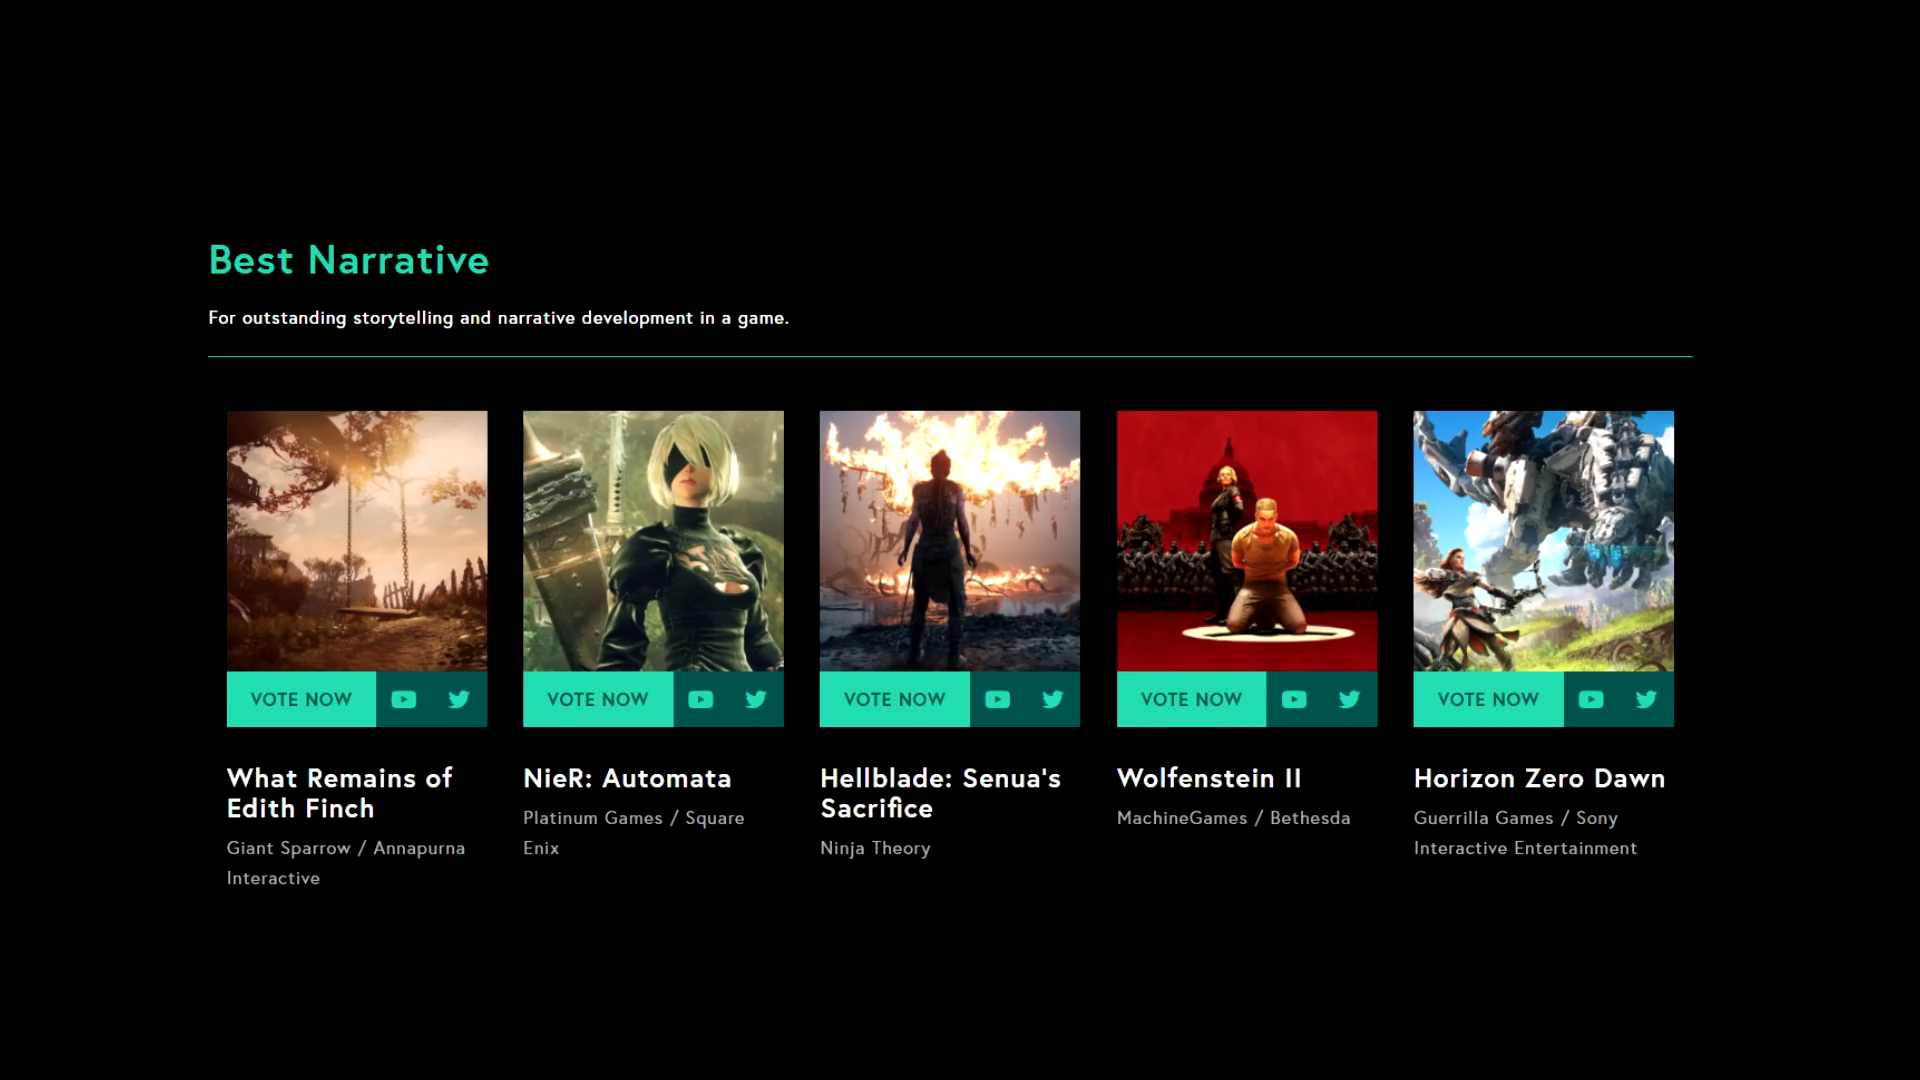 Best Narrative
For outstanding storytelling and narrative development in a game.
VOTE NOW
VOTE NOW
VOTE NOW
VOTE NOW
VOTE NOW
What Remains of
Edith Finch
Giant Sparrow / Annapurna
Interactive
NieR: Automata
Platinum Games / Square
Enix
Hellblade: Senua's
Sacrifice
Ninja Theory
Wolfenstein II
MachineGames / Bethesda
Horizon Zero Dawn
Guerrilla Games / Sony
Interactive Entertainment